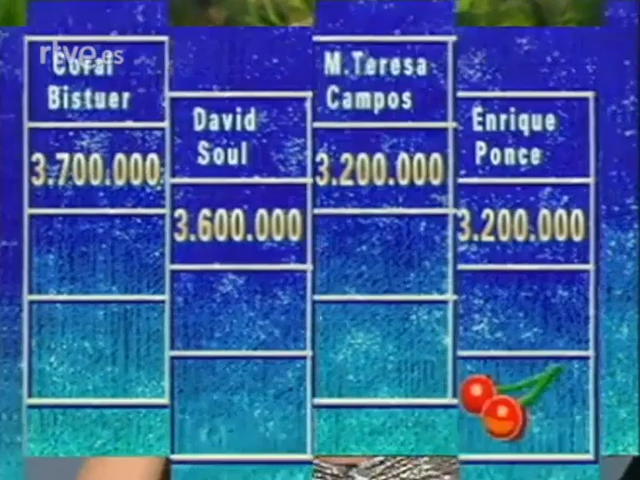 rtve.es
Coral
Bistuer
3.700.000
David
Soul
3.600.000
M.Teresa
Campos
3.200.000
Enrique
Ponce
3.200.000